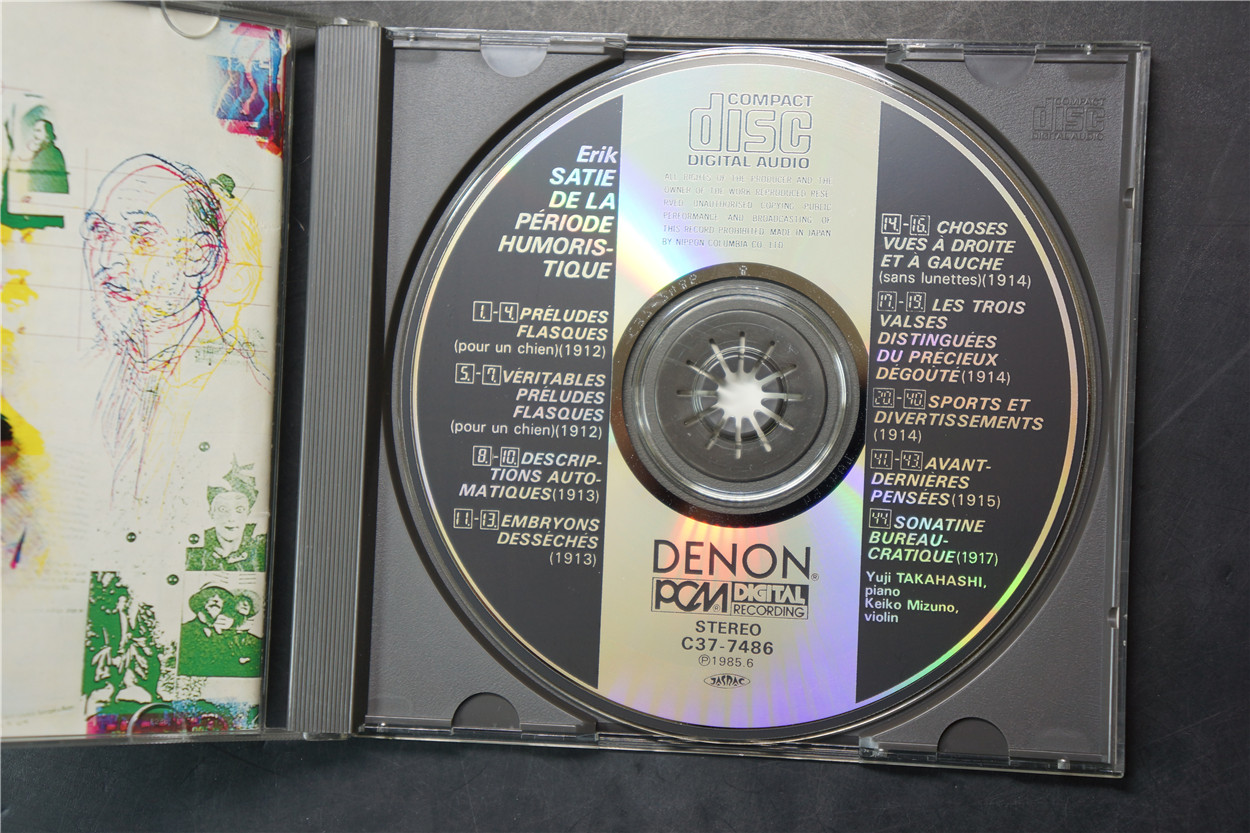 COMPACT
disc
DIGITAL AUDIO
ALL RIGHTS OF THE PRODUCER AND THE
OWNER OF THE WORK REPRODUCED RESE-
RVED UNAUTHORISED COPYING PUBLIC
PERFORMANCE AND BROADCASTING OF
THIS RECORD PROHIBITED. MADE IN JAPAN
BY NIPPON COLUMBIA CO. LTD.
Erik
SATIE
DE LA
PÉRIODE
HUMORIS-
TIQUE
1.-4. PRÉLUDES
FLASQUES
(pour un chien)(1912)
5.-7. VÉRITABLES
PRÉLUDES
FLASQUES
(pour un chien)(1912)
8.-10. DESCRIP-
TIONS AUTO-
MATIQUES(1913)
11.-13. EMBRYONS
DESSÉCHÉS
(1913)
14.-16. CHOSES
VUES À DROITE
ET À GAUCHE
(sans lunettes)(1914)
17.-19. LES TROIS
VALSES
DISTINGUÉES
DU PRÉCIEUX
DÉGOUTÉ(1914)
20.-40. SPORTS ET
DIVERTISSEMENTS
(1914)
41.-43. AVANT-
DERNIÈRES
PENSÉES(1915)
44. SONATINE
BUREAU-
CRATIQUE(1917)
Yuji TAKAHASHI,
piano
Keiko Mizuno,
violin
DENON®
PCM® DIGITAL
RECORDING
STEREO
C37-7486
Ⓟ1985.6
JASRAC
COMPACT
disc
DIGITAL AUDIO